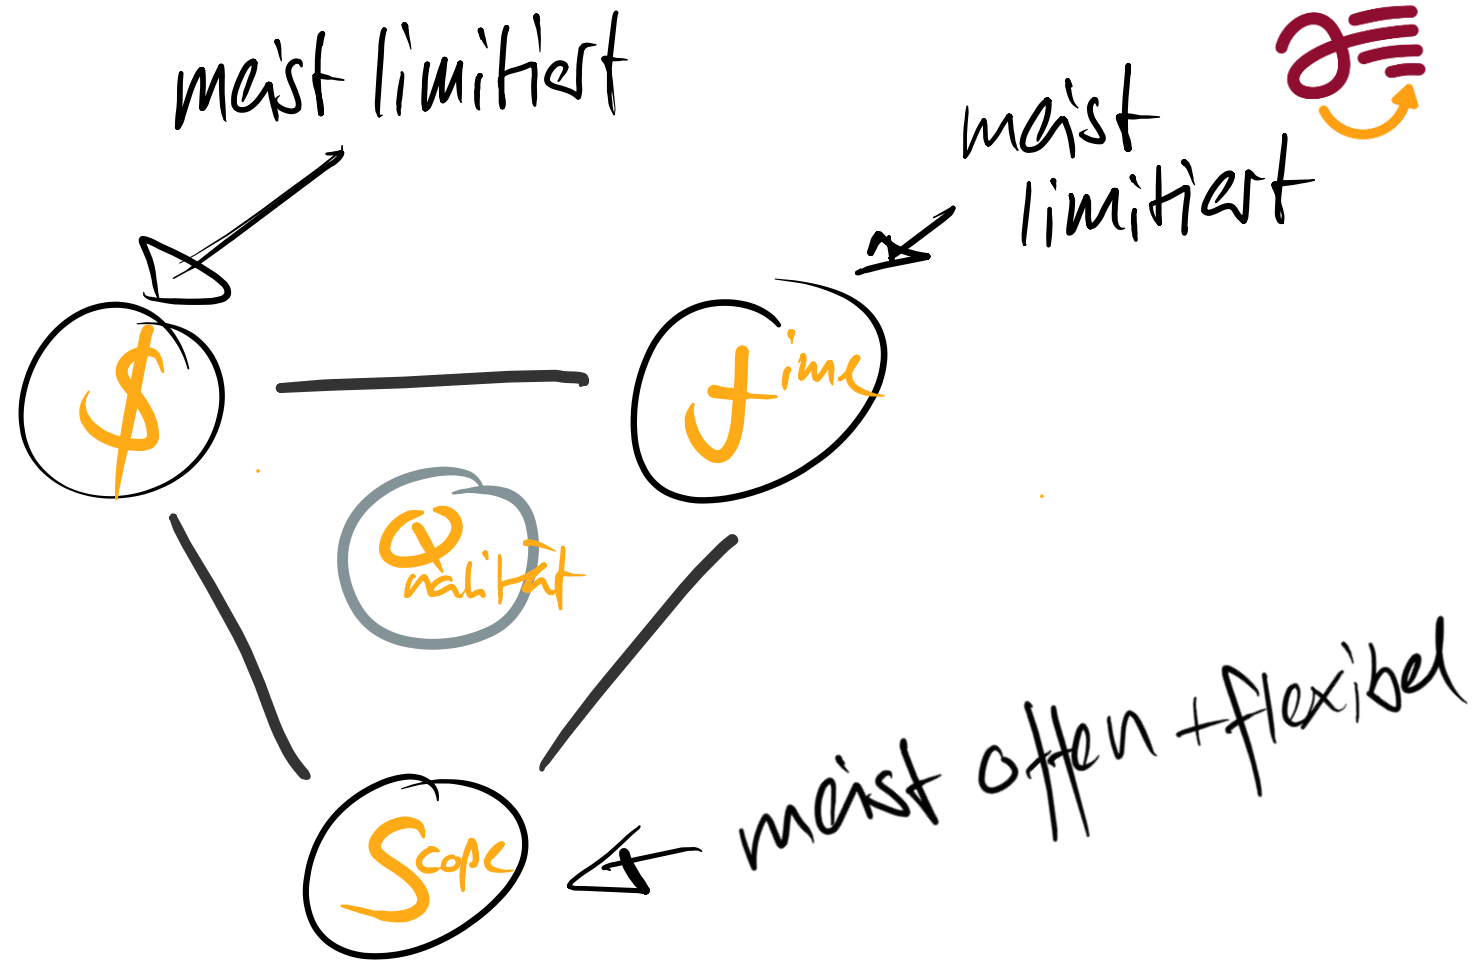 meist limitiert
meist
limitiert
$
time
Qualität
Scope
meist offen + flexibel